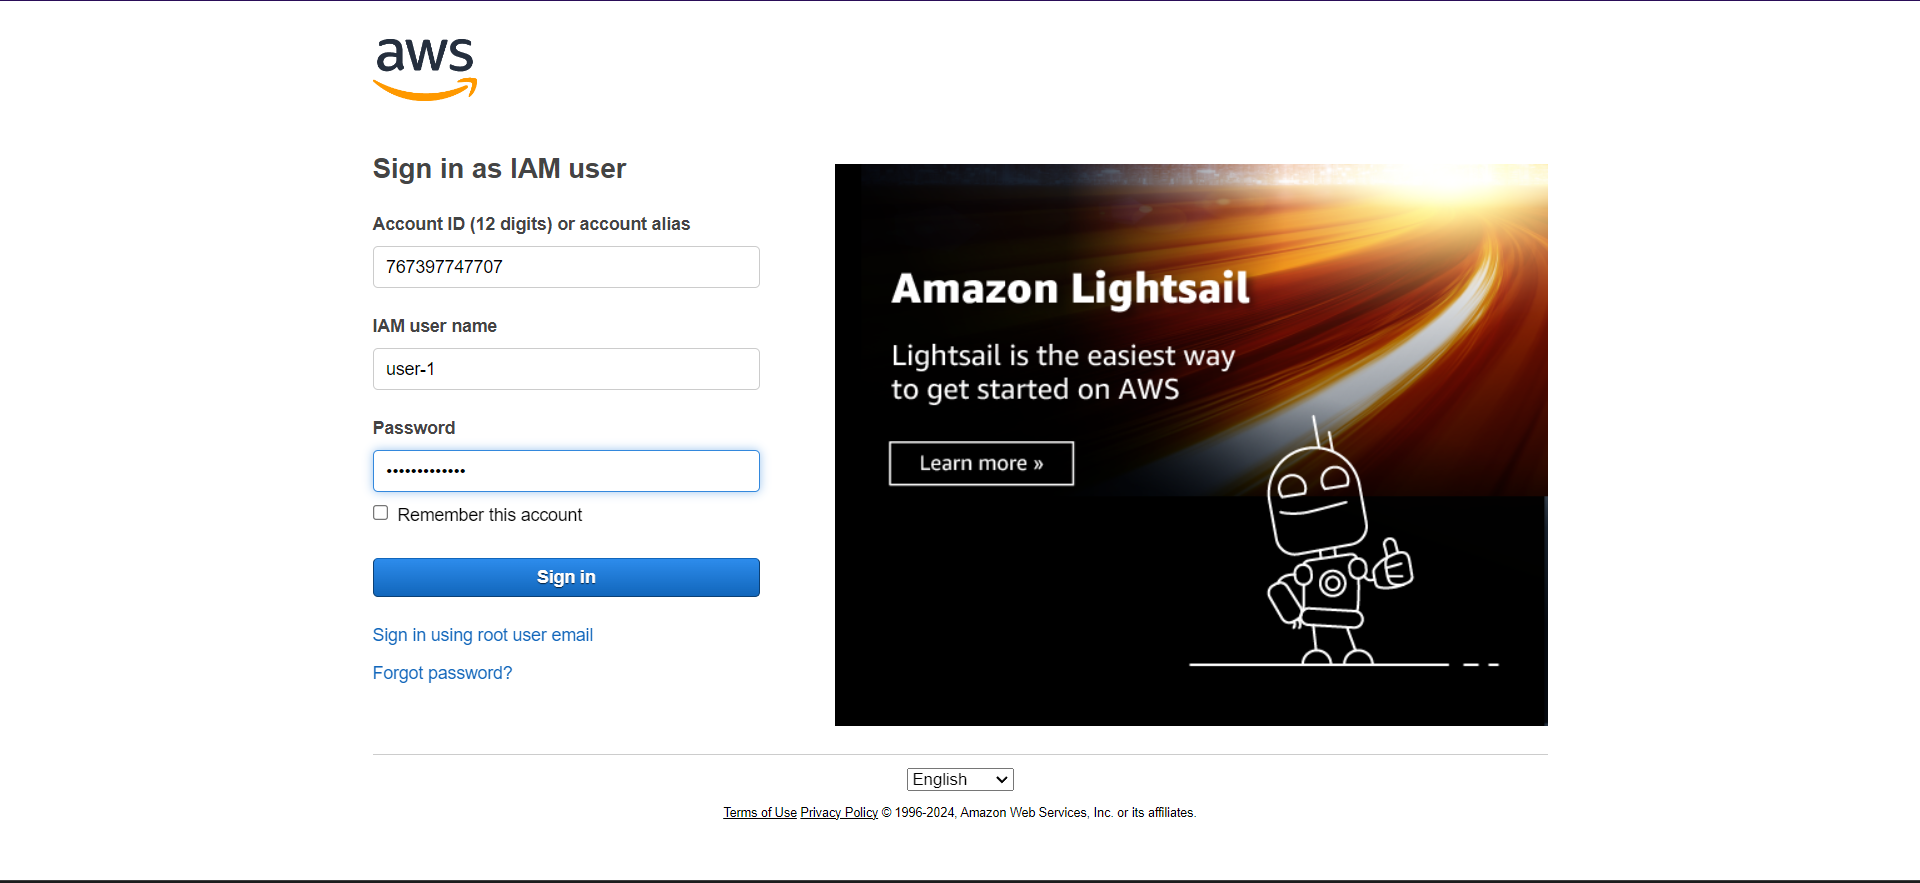 aws
Sign in as IAM user
Account ID (12 digits) or account alias
767397747707
IAM user name
user-1
Password
•••••••••••••
Remember this account
Sign in
Sign in using root user email
Forgot password?
Amazon Lightsail
Lightsail is the easiest way
to get started on AWS
Learn more »
English
Terms of Use Privacy Policy © 1996-2024, Amazon Web Services, Inc. or its affiliates.